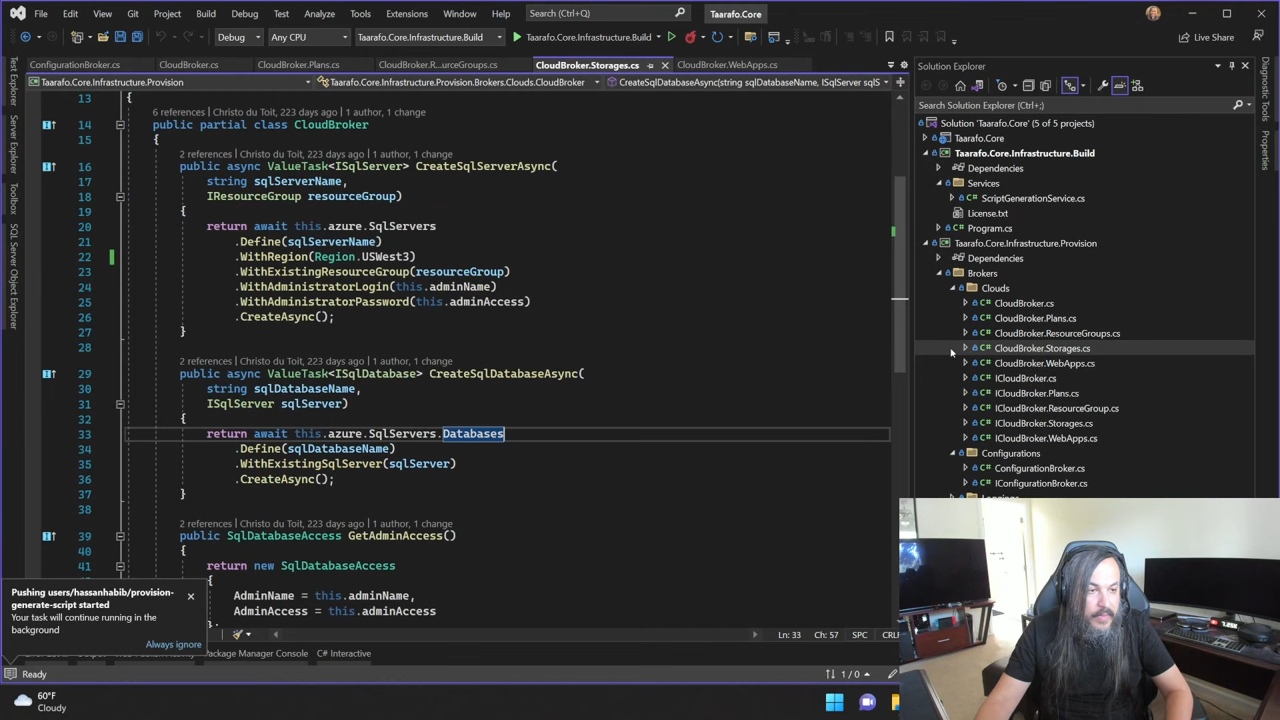 File Edit View Git Project Build Debug Test Analyze Tools Extensions Window Help Search (Ctrl+Q) Taarafo.Core
Debug Any CPU Taarafo.Core.Infrastructure.Build Taarafo.Core.Infrastructure.Build Live Share
ConfigurationBroker.cs CloudBroker.cs CloudBroker.Plans.cs CloudBroker.R...urceGroups.cs CloudBroker.Storages.cs CloudBroker.WebApps.cs
Taarafo.Core.Infrastructure.Provision Taarafo.Core.Infrastructure.Provision.Brokers.Clouds.CloudBroker CreateSqlDatabaseAsync(string sqlDatabaseName, ISqlServer sqlS
Test Explorer
Server Explorer
Toolbox
SQL Server Object Explorer
13 {
6 references | Christo du Toit, 223 days ago | 1 author, 1 change
14 public partial class CloudBroker
15 {
2 references | Christo du Toit, 223 days ago | 1 author, 1 change
16 public async ValueTask<ISqlServer> CreateSqlServerAsync(
17 string sqlServerName,
18 IResourceGroup resourceGroup)
19 {
20 return await this.azure.SqlServers
21 .Define(sqlServerName)
22 .WithRegion(Region.USWest3)
23 .WithExistingResourceGroup(resourceGroup)
24 .WithAdministratorLogin(this.adminName)
25 .WithAdministratorPassword(this.adminAccess)
26 .CreateAsync();
27 }
28
2 references | Christo du Toit, 223 days ago | 1 author, 1 change
29 public async ValueTask<ISqlDatabase> CreateSqlDatabaseAsync(
30 string sqlDatabaseName,
31 ISqlServer sqlServer)
32 {
33 return await this.azure.SqlServers.Databases
34 .Define(sqlDatabaseName)
35 .WithExistingSqlServer(sqlServer)
36 .CreateAsync();
37 }
38
2 references | Christo du Toit, 223 days ago | 1 author, 1 change
39 public SqlDatabaseAccess GetAdminAccess()
40 {
41 return new SqlDatabaseAccess
{
AdminName = this.adminName,
AdminAccess = this.adminAccess
};
Pushing users/hassanhabib/provision-
generate-script started
Your task will continue running in the
background
Always ignore
Ln: 33 Ch: 57 SPC CRL
Package Manager Console C# Interactive
Ready 1 / 0
60°F
Cloudy
Solution Explorer
Search Solution Explorer (Ctrl+;)
Solution 'Taarafo.Core' (5 of 5 projects)
Taarafo.Core
Taarafo.Core.Infrastructure.Build
Dependencies
Services
C# ScriptGenerationService.cs
License.txt
C# Program.cs
Taarafo.Core.Infrastructure.Provision
Dependencies
Brokers
Clouds
C# CloudBroker.cs
C# CloudBroker.Plans.cs
C# CloudBroker.ResourceGroups.cs
C# CloudBroker.Storages.cs
C# CloudBroker.WebApps.cs
C# ICloudBroker.cs
C# ICloudBroker.Plans.cs
C# ICloudBroker.ResourceGroup.cs
C# ICloudBroker.Storages.cs
C# ICloudBroker.WebApps.cs
Configurations
C# ConfigurationBroker.cs
C# IConfigurationBroker.cs
Diagnostic Tools
Properties